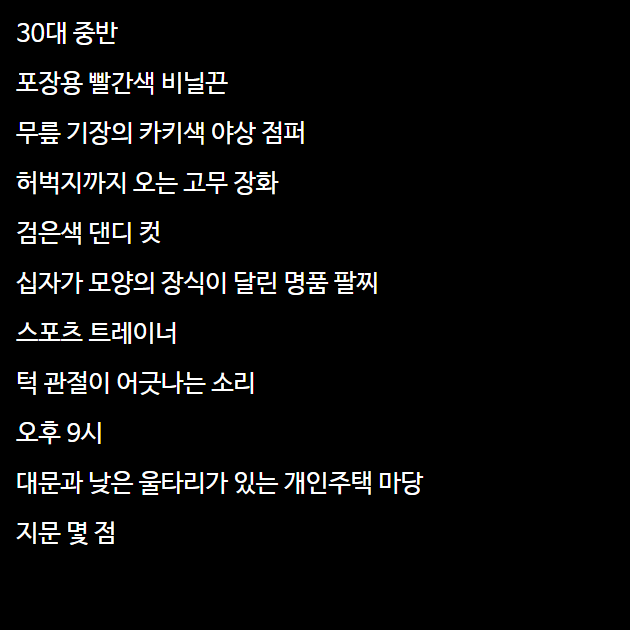 30대 중반
포장용 빨간색 비닐끈
무릎 기장의 카키색 야상 점퍼
허벅지까지 오는 고무 장화
검은색 댄디 컷
십자가 모양의 장식이 달린 명품 팔찌
스포츠 트레이너
턱 관절이 어긋나는 소리
오후 9시
대문과 낮은 울타리가 있는 개인주택 마당
지문 몇 점